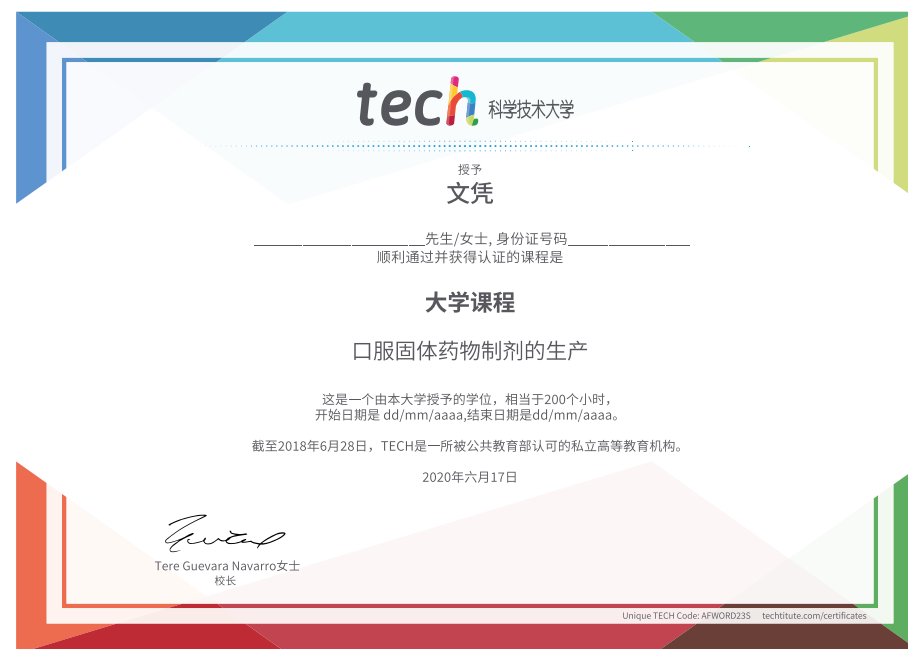 tech 科学技术大学
授予
文凭
______________________先生/女士, 身份证号码________________
顺利通过并获得认证的课程是
大学课程
口服固体药物制剂的生产
这是一个由本大学授予的学位，相当于200个小时，
开始日期是 dd/mm/aaaa,结束日期是dd/mm/aaaa。
截至2018年6月28日，TECH是一所被公共教育部认可的私立高等教育机构。
2020年六月17日
Tere Guevara Navarro女士
校长
Unique TECH Code: AFWORD23S techtitute.com/certificates